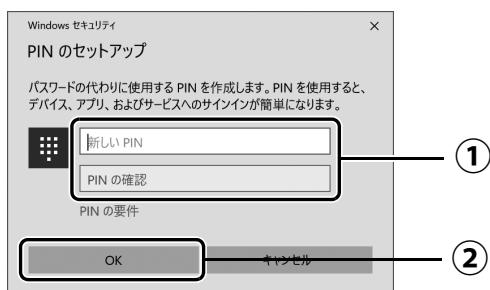 Windows セキュリティ
×
PIN のセットアップ
パスワードの代わりに使用する PIN を作成します。PIN を使用すると、
デバイス、アプリ、およびサービスへのサインインが簡単になります。
新しい PIN
PIN の確認
PIN の要件
①
OK
キャンセル
②